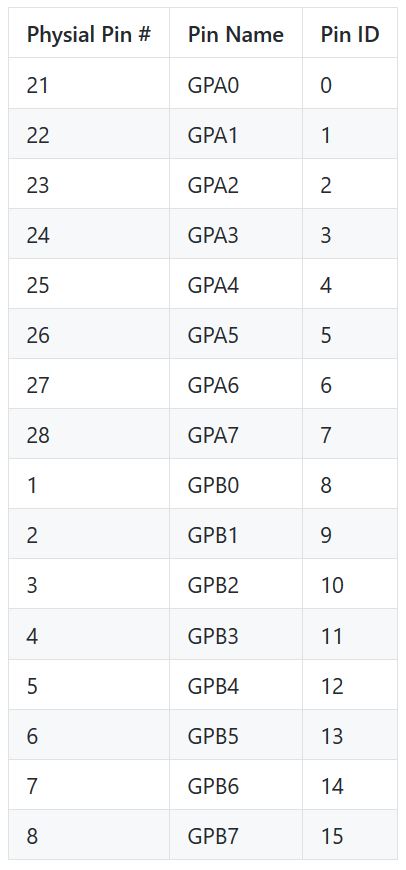 Physial Pin # Pin Name Pin ID
21 GPA0 0
22 GPA1 1
23 GPA2 2
24 GPA3 3
25 GPA4 4
26 GPA5 5
27 GPA6 6
28 GPA7 7
1 GPB0 8
2 GPB1 9
3 GPB2 10
4 GPB3 11
5 GPB4 12
6 GPB5 13
7 GPB6 14
8 GPB7 15